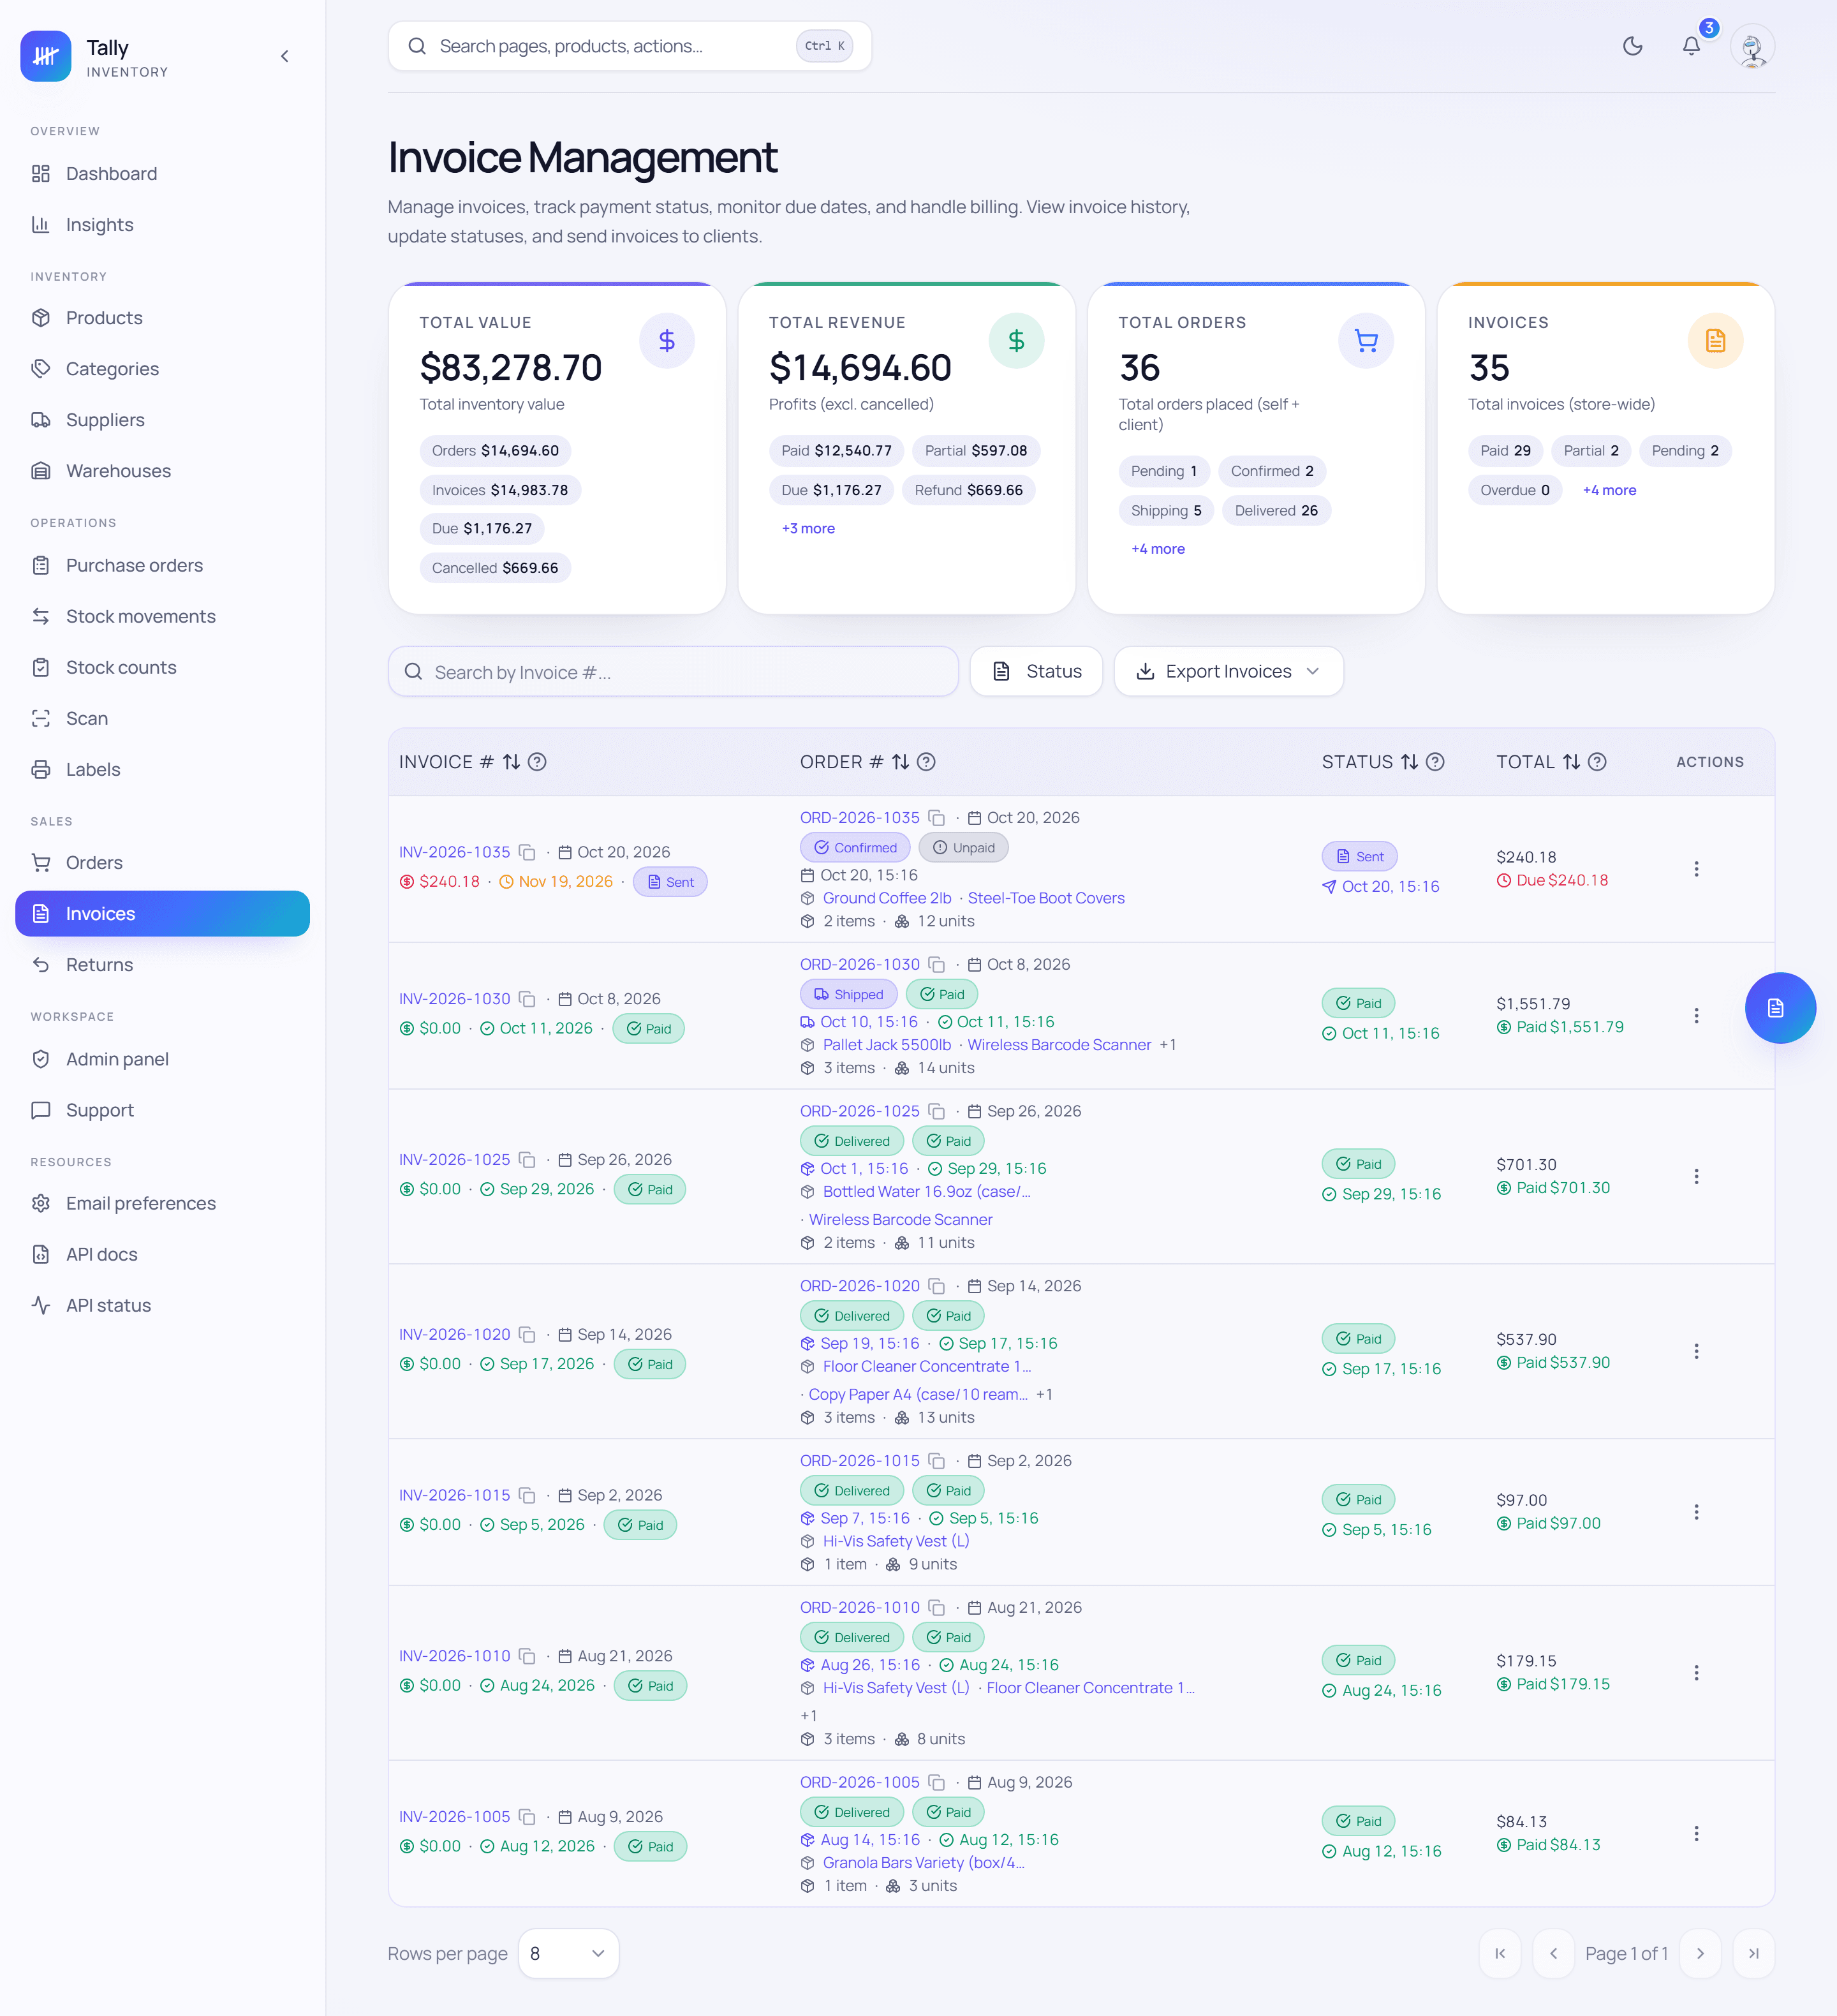 Tally
INVENTORY
OVERVIEW
Dashboard
Insights
INVENTORY
Products
Categories
Suppliers
Warehouses
OPERATIONS
Purchase orders
Stock movements
Stock counts
Scan
Labels
SALES
Orders
Invoices
Returns
WORKSPACE
Admin panel
Support
RESOURCES
Email preferences
API docs
API status
Search pages, products, actions... Ctrl K
3
Invoice Management
Manage invoices, track payment status, monitor due dates, and handle billing. View invoice history,
update statuses, and send invoices to clients.
TOTAL VALUE
$83,278.70
Total inventory value
Orders $14,694.60
Invoices $14,983.78
Due $1,176.27
Cancelled $669.66
TOTAL REVENUE
$14,694.60
Profits (excl. cancelled)
Paid $12,540.77 Partial $597.08
Due $1,176.27 Refund $669.66
+3 more
TOTAL ORDERS
36
Total orders placed (self +
client)
Pending 1 Confirmed 2
Shipping 5 Delivered 26
+4 more
INVOICES
35
Total invoices (store-wide)
Paid 29 Partial 2 Pending 2
Overdue 0 +4 more
Search by Invoice #... Status Export Invoices
INVOICE # ORDER # STATUS TOTAL ACTIONS
INV-2026-1035 · Oct 20, 2026
$240.18 · Nov 19, 2026 · Sent
ORD-2026-1035 · Oct 20, 2026
Confirmed Unpaid
Oct 20, 15:16
Ground Coffee 2lb · Steel-Toe Boot Covers
2 items · 12 units
Sent
Oct 20, 15:16
$240.18
Due $240.18
INV-2026-1030 · Oct 8, 2026
$0.00 · Oct 11, 2026 · Paid
ORD-2026-1030 · Oct 8, 2026
Shipped Paid
Oct 10, 15:16 · Oct 11, 15:16
Pallet Jack 5500lb · Wireless Barcode Scanner +1
3 items · 14 units
Paid
Oct 11, 15:16
$1,551.79
Paid $1,551.79
INV-2026-1025 · Sep 26, 2026
$0.00 · Sep 29, 2026 · Paid
ORD-2026-1025 · Sep 26, 2026
Delivered Paid
Oct 1, 15:16 · Sep 29, 15:16
Bottled Water 16.9oz (case/...
· Wireless Barcode Scanner
2 items · 11 units
Paid
Sep 29, 15:16
$701.30
Paid $701.30
INV-2026-1020 · Sep 14, 2026
$0.00 · Sep 17, 2026 · Paid
ORD-2026-1020 · Sep 14, 2026
Delivered Paid
Sep 19, 15:16 · Sep 17, 15:16
Floor Cleaner Concentrate 1...
· Copy Paper A4 (case/10 ream... +1
3 items · 13 units
Paid
Sep 17, 15:16
$537.90
Paid $537.90
INV-2026-1015 · Sep 2, 2026
$0.00 · Sep 5, 2026 · Paid
ORD-2026-1015 · Sep 2, 2026
Delivered Paid
Sep 7, 15:16 · Sep 5, 15:16
Hi-Vis Safety Vest (L)
1 item · 9 units
Paid
Sep 5, 15:16
$97.00
Paid $97.00
INV-2026-1010 · Aug 21, 2026
$0.00 · Aug 24, 2026 · Paid
ORD-2026-1010 · Aug 21, 2026
Delivered Paid
Aug 26, 15:16 · Aug 24, 15:16
Hi-Vis Safety Vest (L) · Floor Cleaner Concentrate 1...
+1
3 items · 8 units
Paid
Aug 24, 15:16
$179.15
Paid $179.15
INV-2026-1005 · Aug 9, 2026
$0.00 · Aug 12, 2026 · Paid
ORD-2026-1005 · Aug 9, 2026
Delivered Paid
Aug 14, 15:16 · Aug 12, 15:16
Granola Bars Variety (box/4...
1 item · 3 units
Paid
Aug 12, 15:16
$84.13
Paid $84.13
Rows per page 8 Page 1 of 1